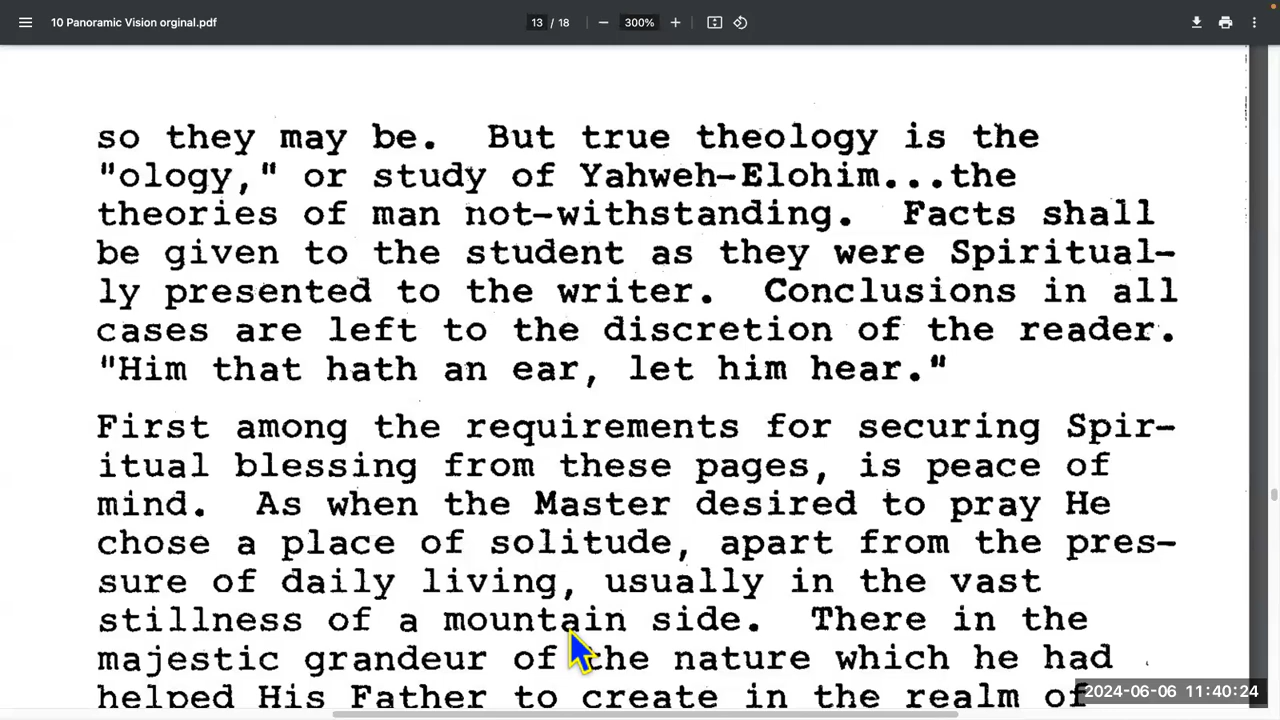 10 Panoramic Vision orginal.pdf
13 / 18
300%
so they may be. But true theology is the
"ology," or study of Yahweh-Elohim...the
theories of man not-withstanding. Facts shall
be given to the student as they were Spiritual-
ly presented to the writer. Conclusions in all
cases are left to the discretion of the reader.
"Him that hath an ear, let him hear."
First among the requirements for securing Spir-
itual blessing from these pages, is peace of
mind. As when the Master desired to pray He
chose a place of solitude, apart from the pres-
sure of daily living, usually in the vast
stillness of a mountain side. There in the
majestic grandeur of the nature which he had
helped His Father to create in the realm of
2024-06-06 11:40:24